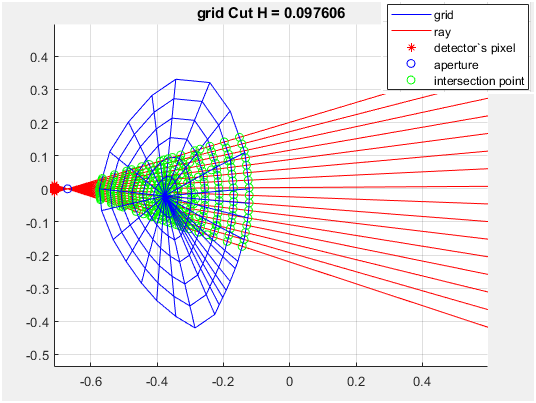 grid Cut H = 0.097606
grid
ray
detector`s pixel
aperture
intersection point
0.4
0.3
0.2
0.1
0
-0.1
-0.2
-0.3
-0.4
-0.5
-0.6 -0.4 -0.2 0 0.2 0.4